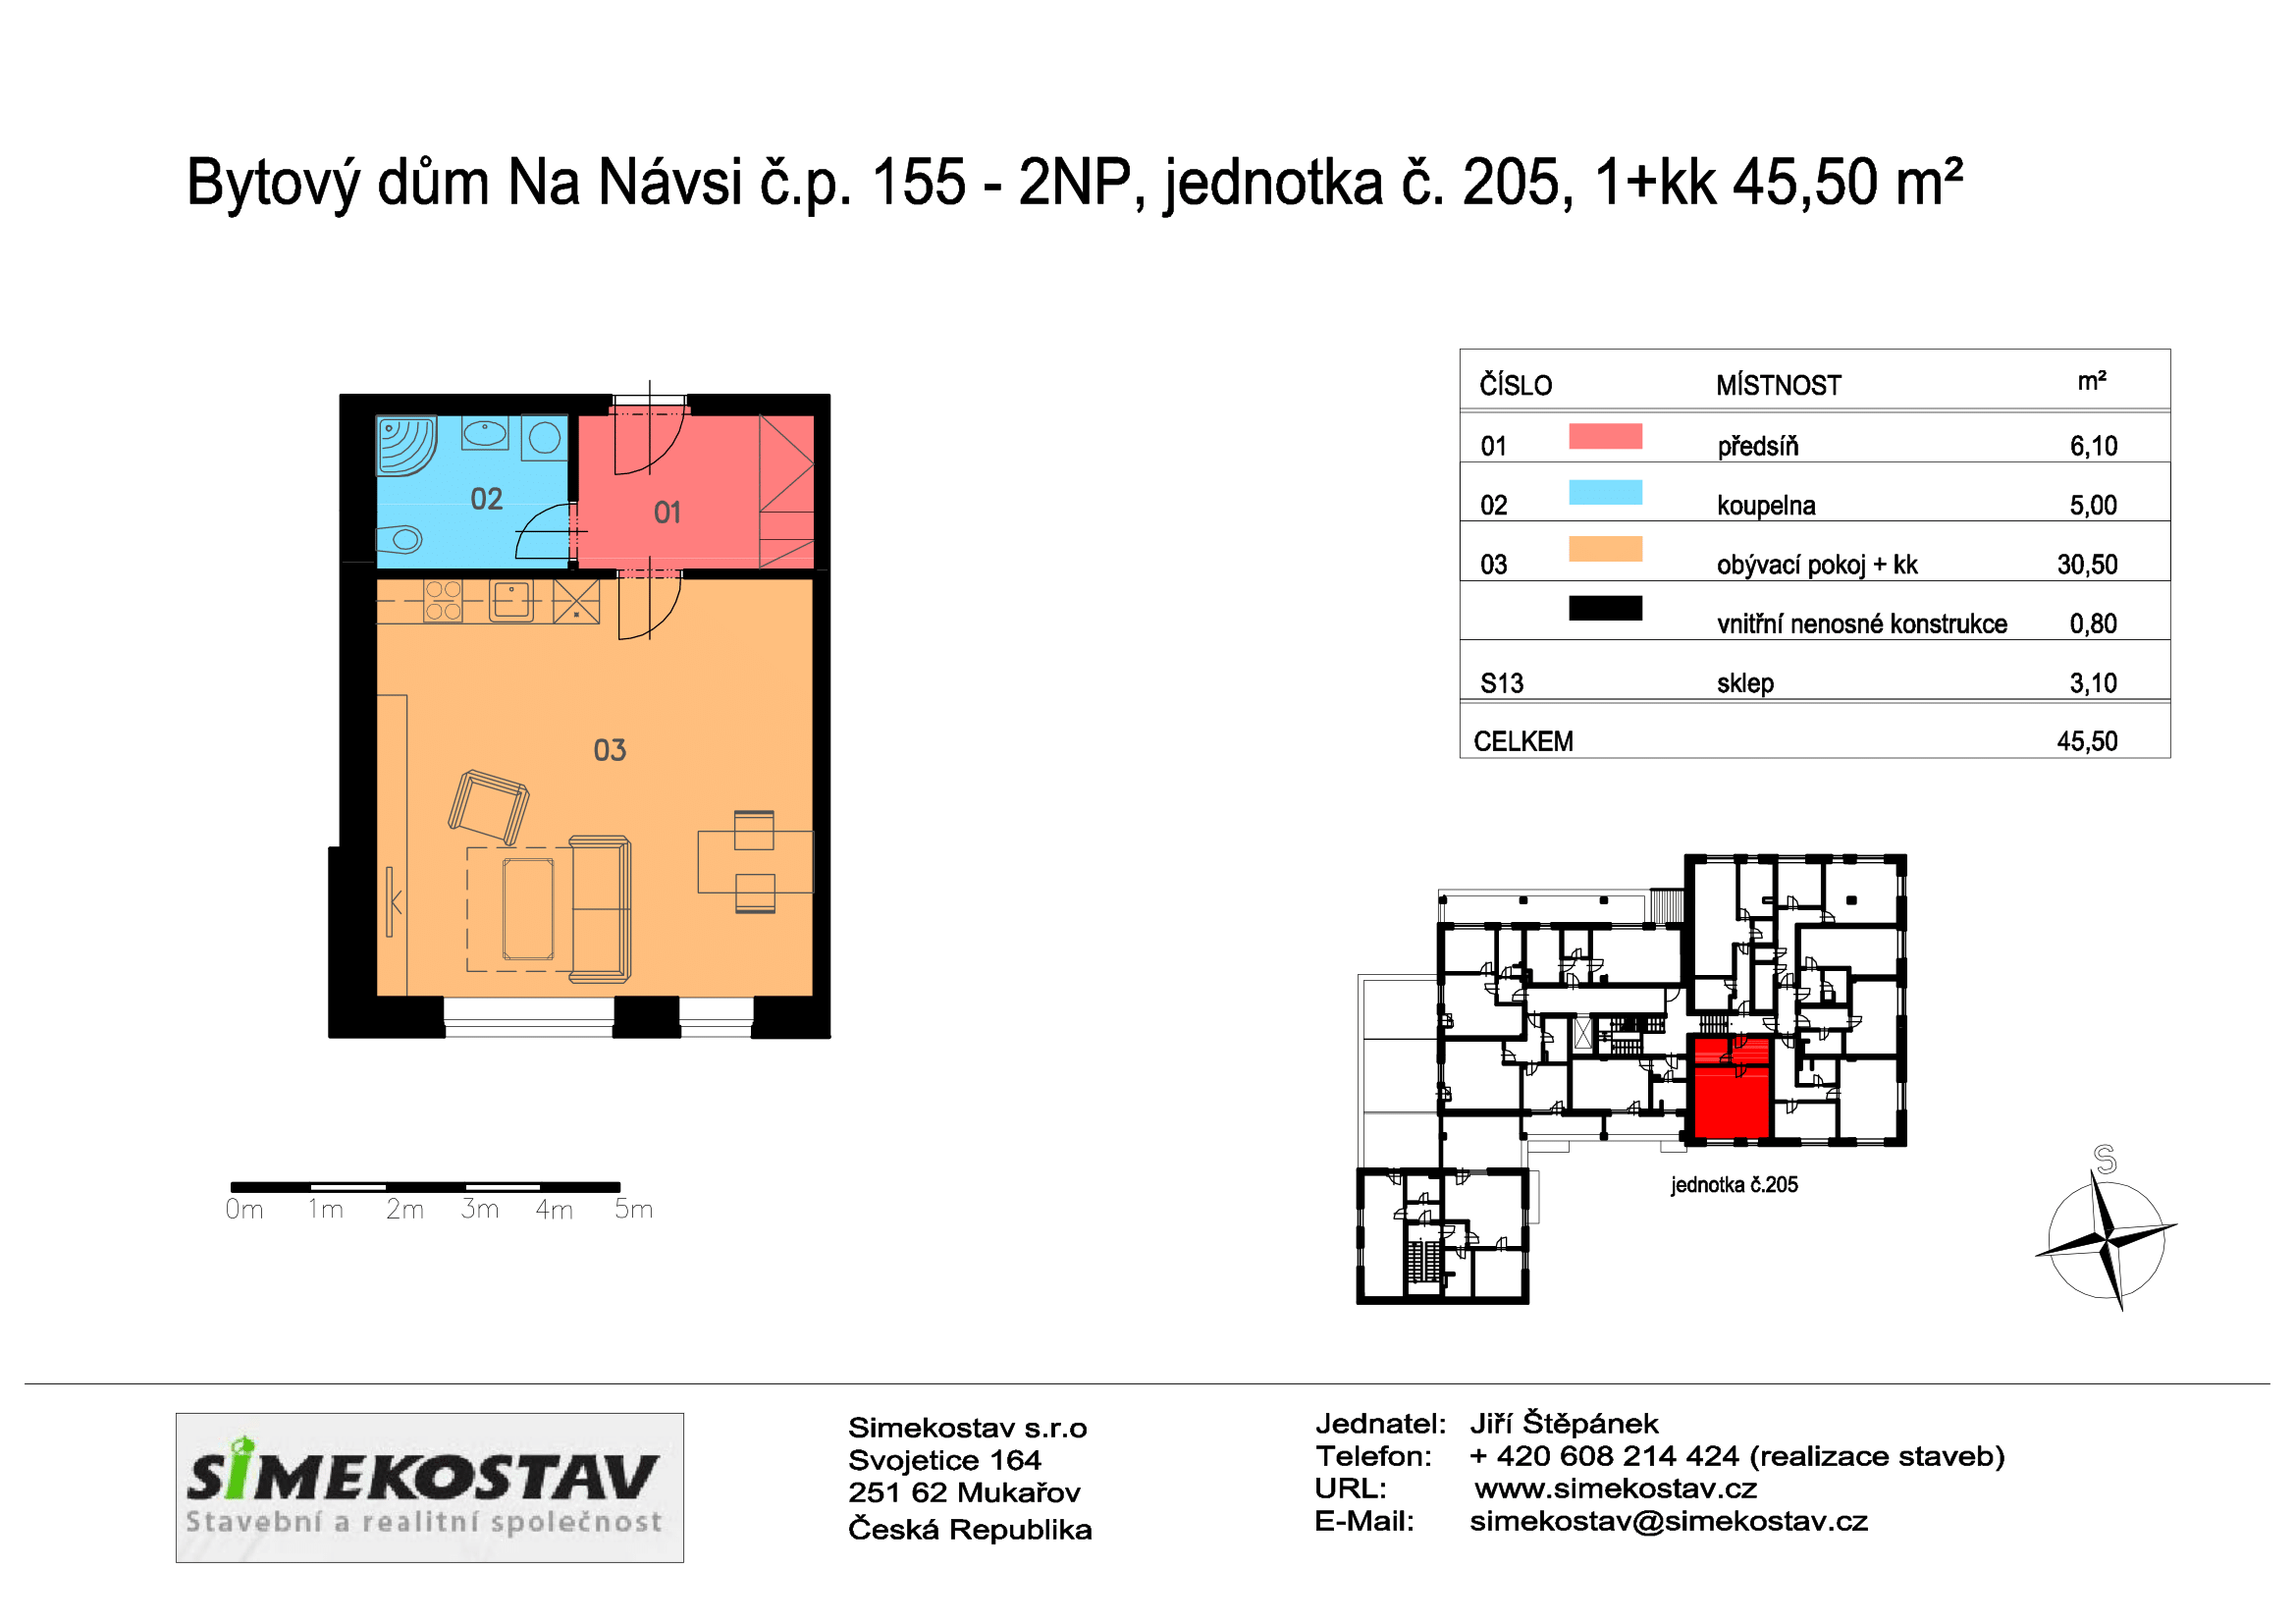 Bytový dům Na Návsi č.p. 155 - 2NP, jednotka č. 205, 1+kk 45,50 m²
02
01
03
0m 1m 2m 3m 4m 5m
ČÍSLO MÍSTNOST m²
01 předsíň 6,10
02 koupelna 5,00
03 obývací pokoj + kk 30,50
vnitřní nenosné konstrukce 0,80
S13 sklep 3,10
CELKEM 45,50
jednotka č.205
S
SIMEKOSTAV
Stavební a realitní společnost
Simekostav s.r.o
Svojetice 164
251 62 Mukařov
Česká Republika
Jednatel: Jiří Štěpánek
Telefon: + 420 608 214 424 (realizace staveb)
URL: www.simekostav.cz
E-Mail: simekostav@simekostav.cz